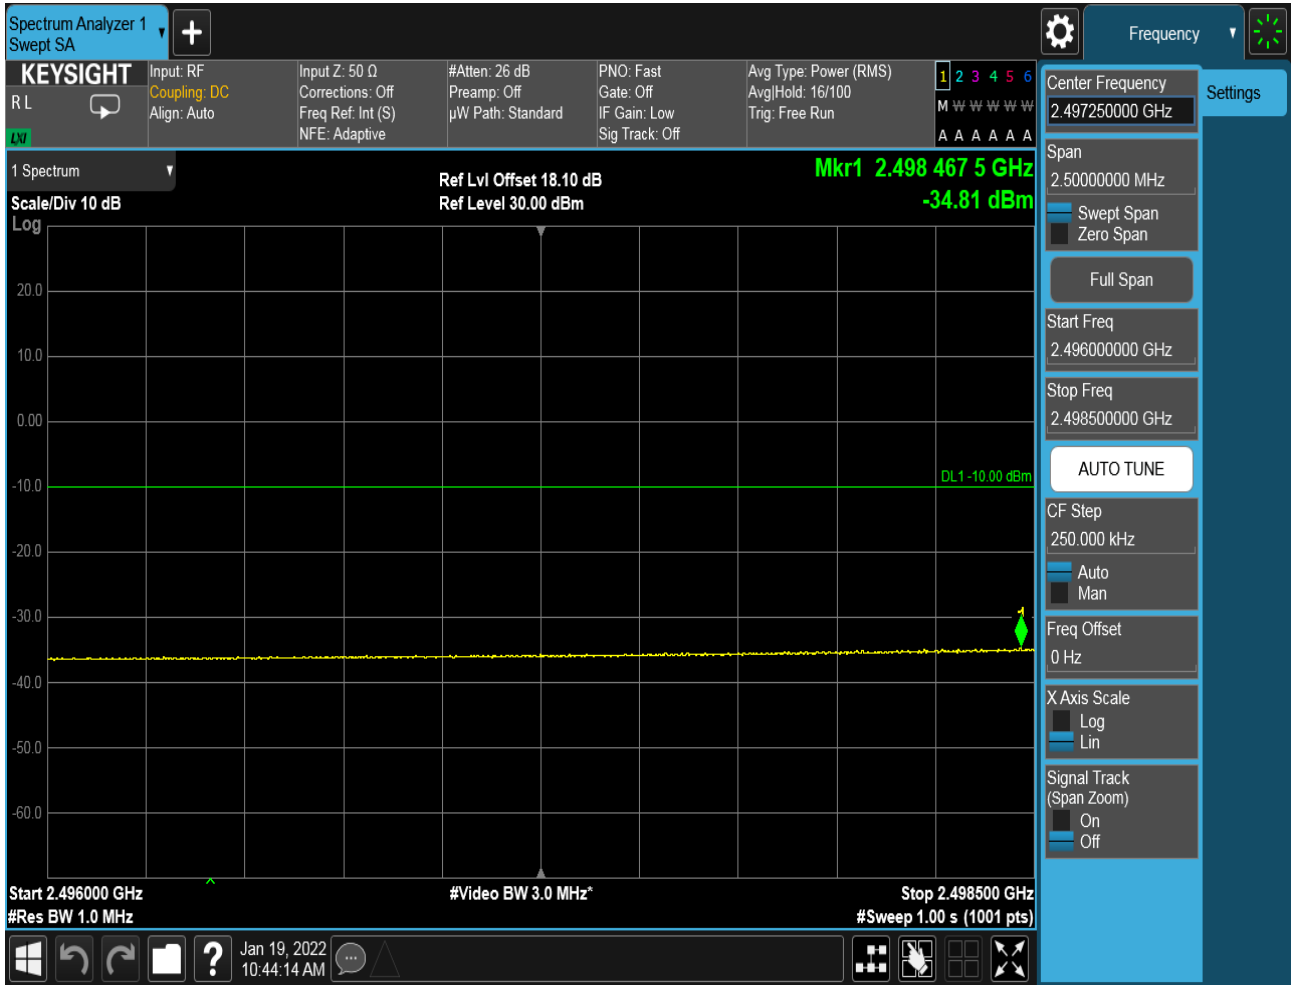 Spectrum Analyzer 1
Swept SA
Frequency
KEYSIGHT
R L
LXI
Input: RF
Coupling: DC
Align: Auto
Input Z: 50 Ω
Corrections: Off
Freq Ref: Int (S)
NFE: Adaptive
#Atten: 26 dB
Preamp: Off
µW Path: Standard
PNO: Fast
Gate: Off
IF Gain: Low
Sig Track: Off
Avg Type: Power (RMS)
Avg|Hold: 16/100
Trig: Free Run
1 2 3 4 5 6
M W W W W W
A A A A A A
1 Spectrum
Scale/Div 10 dB
Log
Ref Lvl Offset 18.10 dB
Ref Level 30.00 dBm
Mkr1 2.498 467 5 GHz
-34.81 dBm
20.0
10.0
0.00
-10.0
-20.0
-30.0
-40.0
-50.0
-60.0
DL1 -10.00 dBm
1
Start 2.496000 GHz
#Res BW 1.0 MHz
#Video BW 3.0 MHz*
Stop 2.498500 GHz
#Sweep 1.00 s (1001 pts)
Jan 19, 2022
10:44:14 AM
Center Frequency
2.497250000 GHz
Span
2.50000000 MHz
Swept Span
Zero Span
Full Span
Start Freq
2.496000000 GHz
Stop Freq
2.498500000 GHz
AUTO TUNE
CF Step
250.000 kHz
Auto
Man
Freq Offset
0 Hz
X Axis Scale
Log
Lin
Signal Track
(Span Zoom)
On
Off
Settings